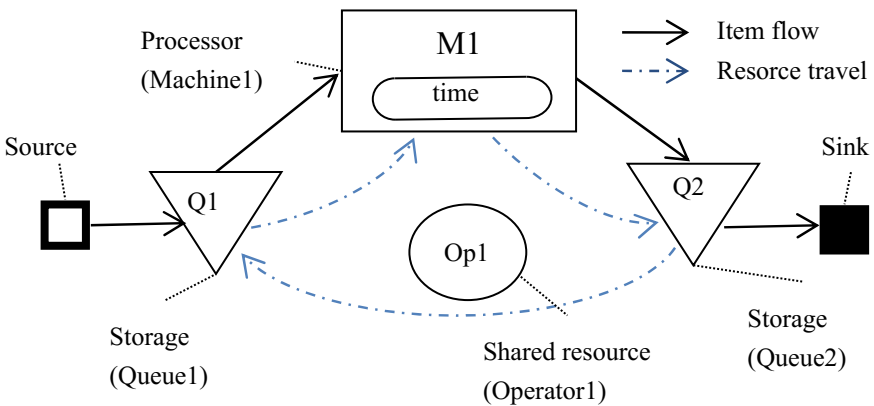 Processor
(Machine1)
M1
time
Item flow
Resorce travel
Source
Q1
Q2
Sink
Op1
Storage
(Queue1)
Shared resource
(Operator1)
Storage
(Queue2)